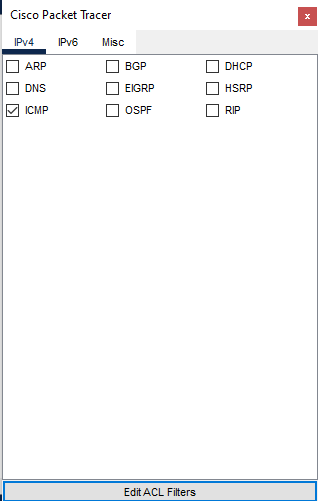 Cisco Packet Tracer x
IPv4 IPv6 Misc
ARP BGP DHCP
DNS EIGRP HSRP
ICMP OSPF RIP
Edit ACL Filters